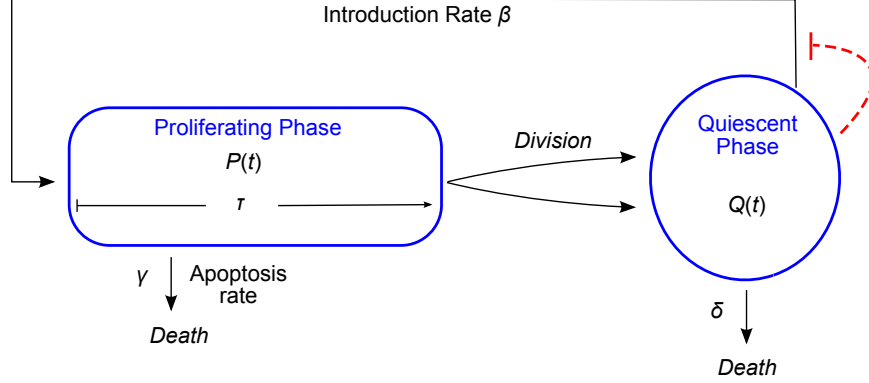 Introduction Rate β
Proliferating Phase
P(t)
τ
Division
Quiescent
Phase
Q(t)
γ
Apoptosis
rate
Death
δ
Death